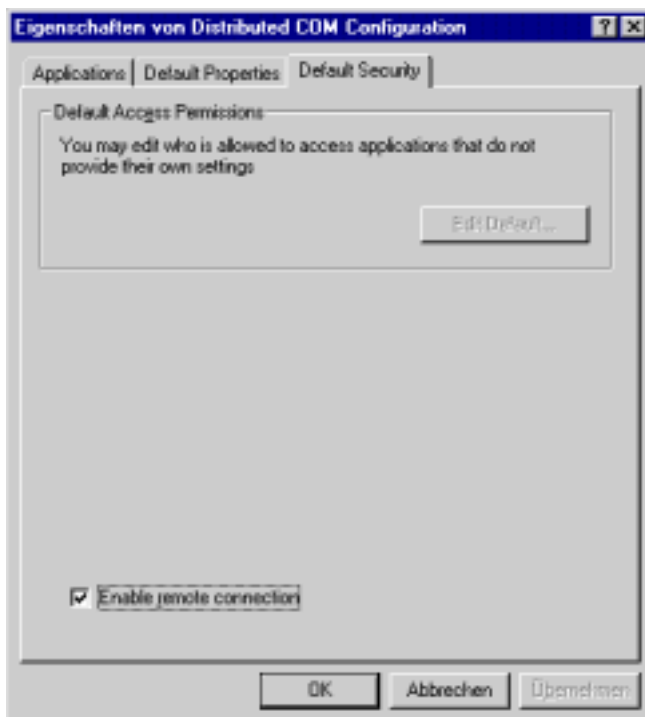 Eigenschaften von Distributed COM Configuration
Applications
Default Properties
Default Security
Default Access Permissions
You may edit who is allowed to access applications that do not
provide their own settings
Edit Default...
Enable remote connection
OK
Abbrechen
Übernehmen